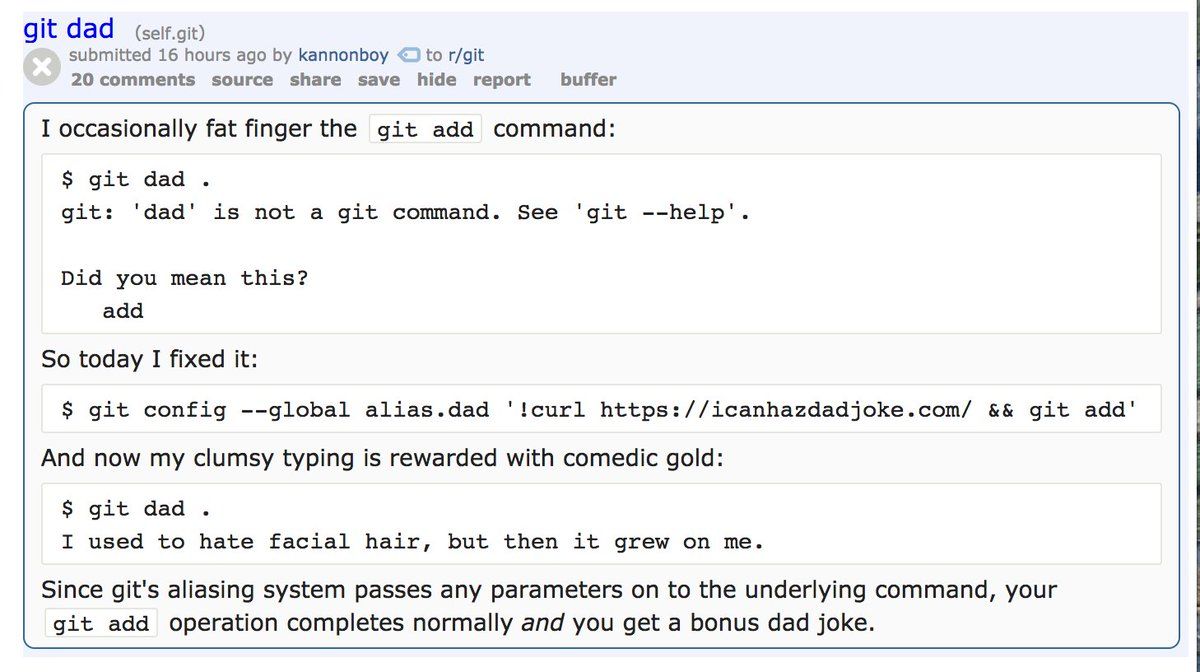 git dad (self.git)
submitted 16 hours ago by kannonboy to r/git
20 comments source share save hide report buffer
I occasionally fat finger the git add command:
$ git dad .
git: 'dad' is not a git command. See 'git --help'.
Did you mean this?
add
So today I fixed it:
$ git config --global alias.dad '!curl https://icanhazdadjoke.com/ && git add'
And now my clumsy typing is rewarded with comedic gold:
$ git dad .
I used to hate facial hair, but then it grew on me.
Since git's aliasing system passes any parameters on to the underlying command, your
git add operation completes normally and you get a bonus dad joke.